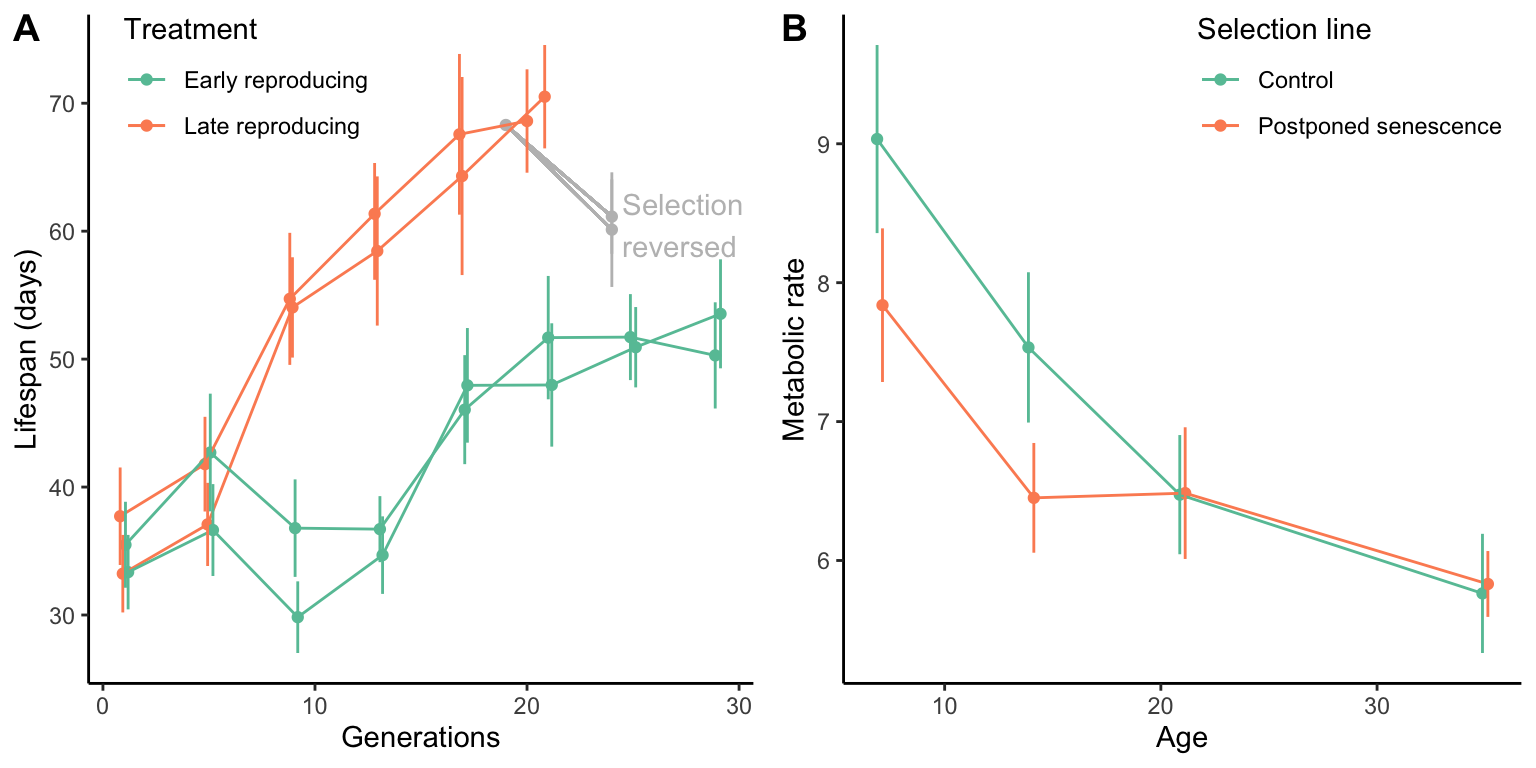 A
Treatment
Early reproducing
Late reproducing
Selection
reversed
Lifespan (days)
70
60
50
40
30
0
10
20
30
Generations
B
Selection line
Control
Postponed senescence
Metabolic rate
9
8
7
6
10
20
30
Age